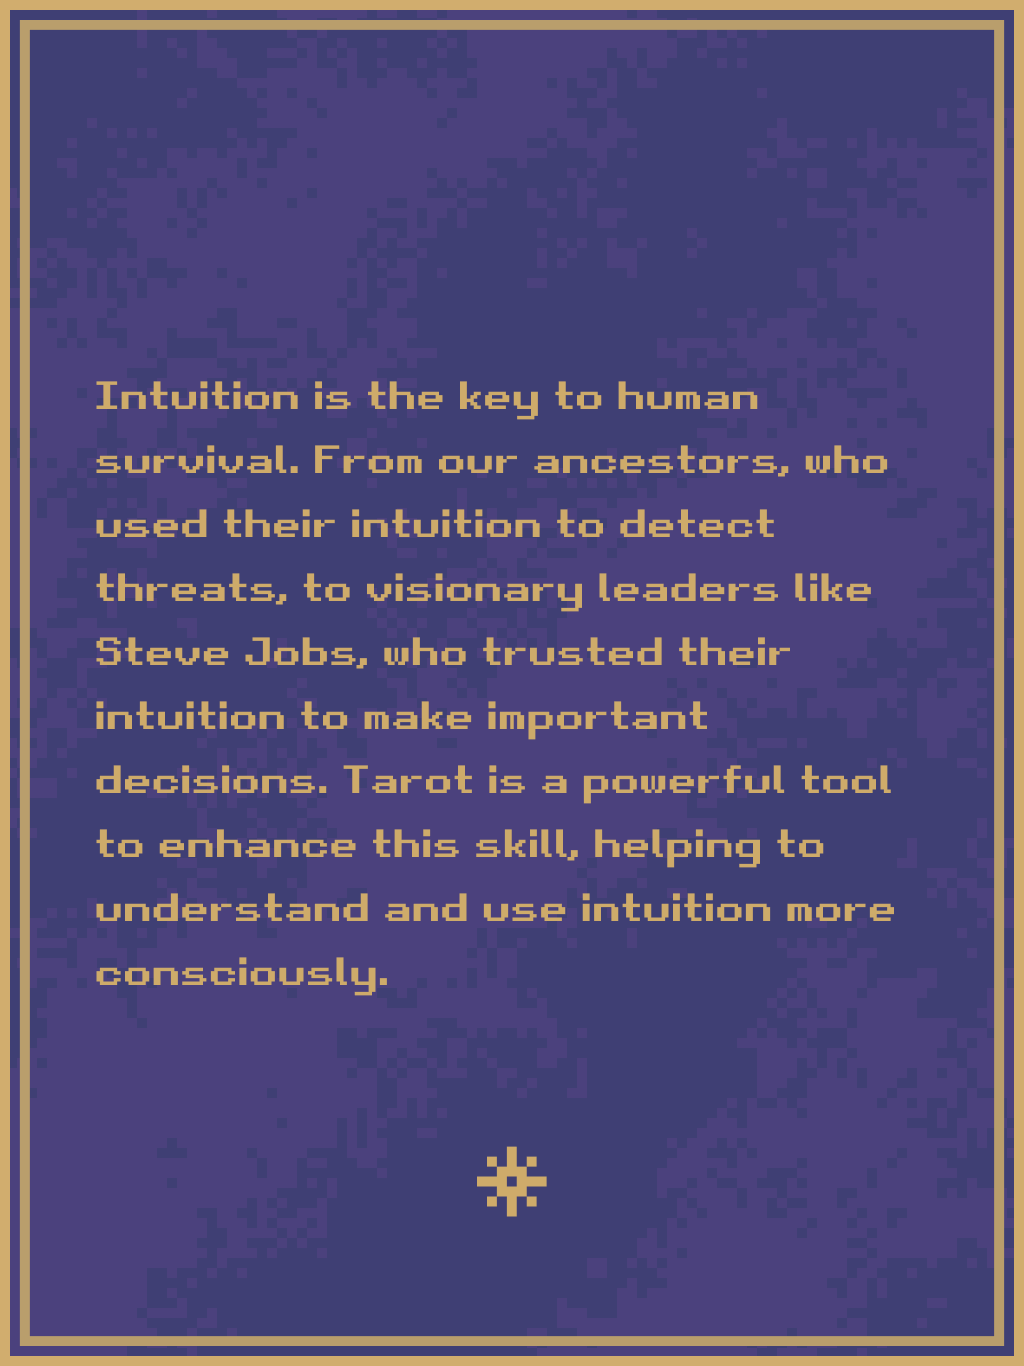 Intuition is the key to human
survival. From our ancestors, who
used their intuition to detect
threats, to visionary leaders like
Steve Jobs, who trusted their
intuition to make important
decisions. Tarot is a powerful tool
to enhance this skill, helping to
understand and use intuition more
consciously.